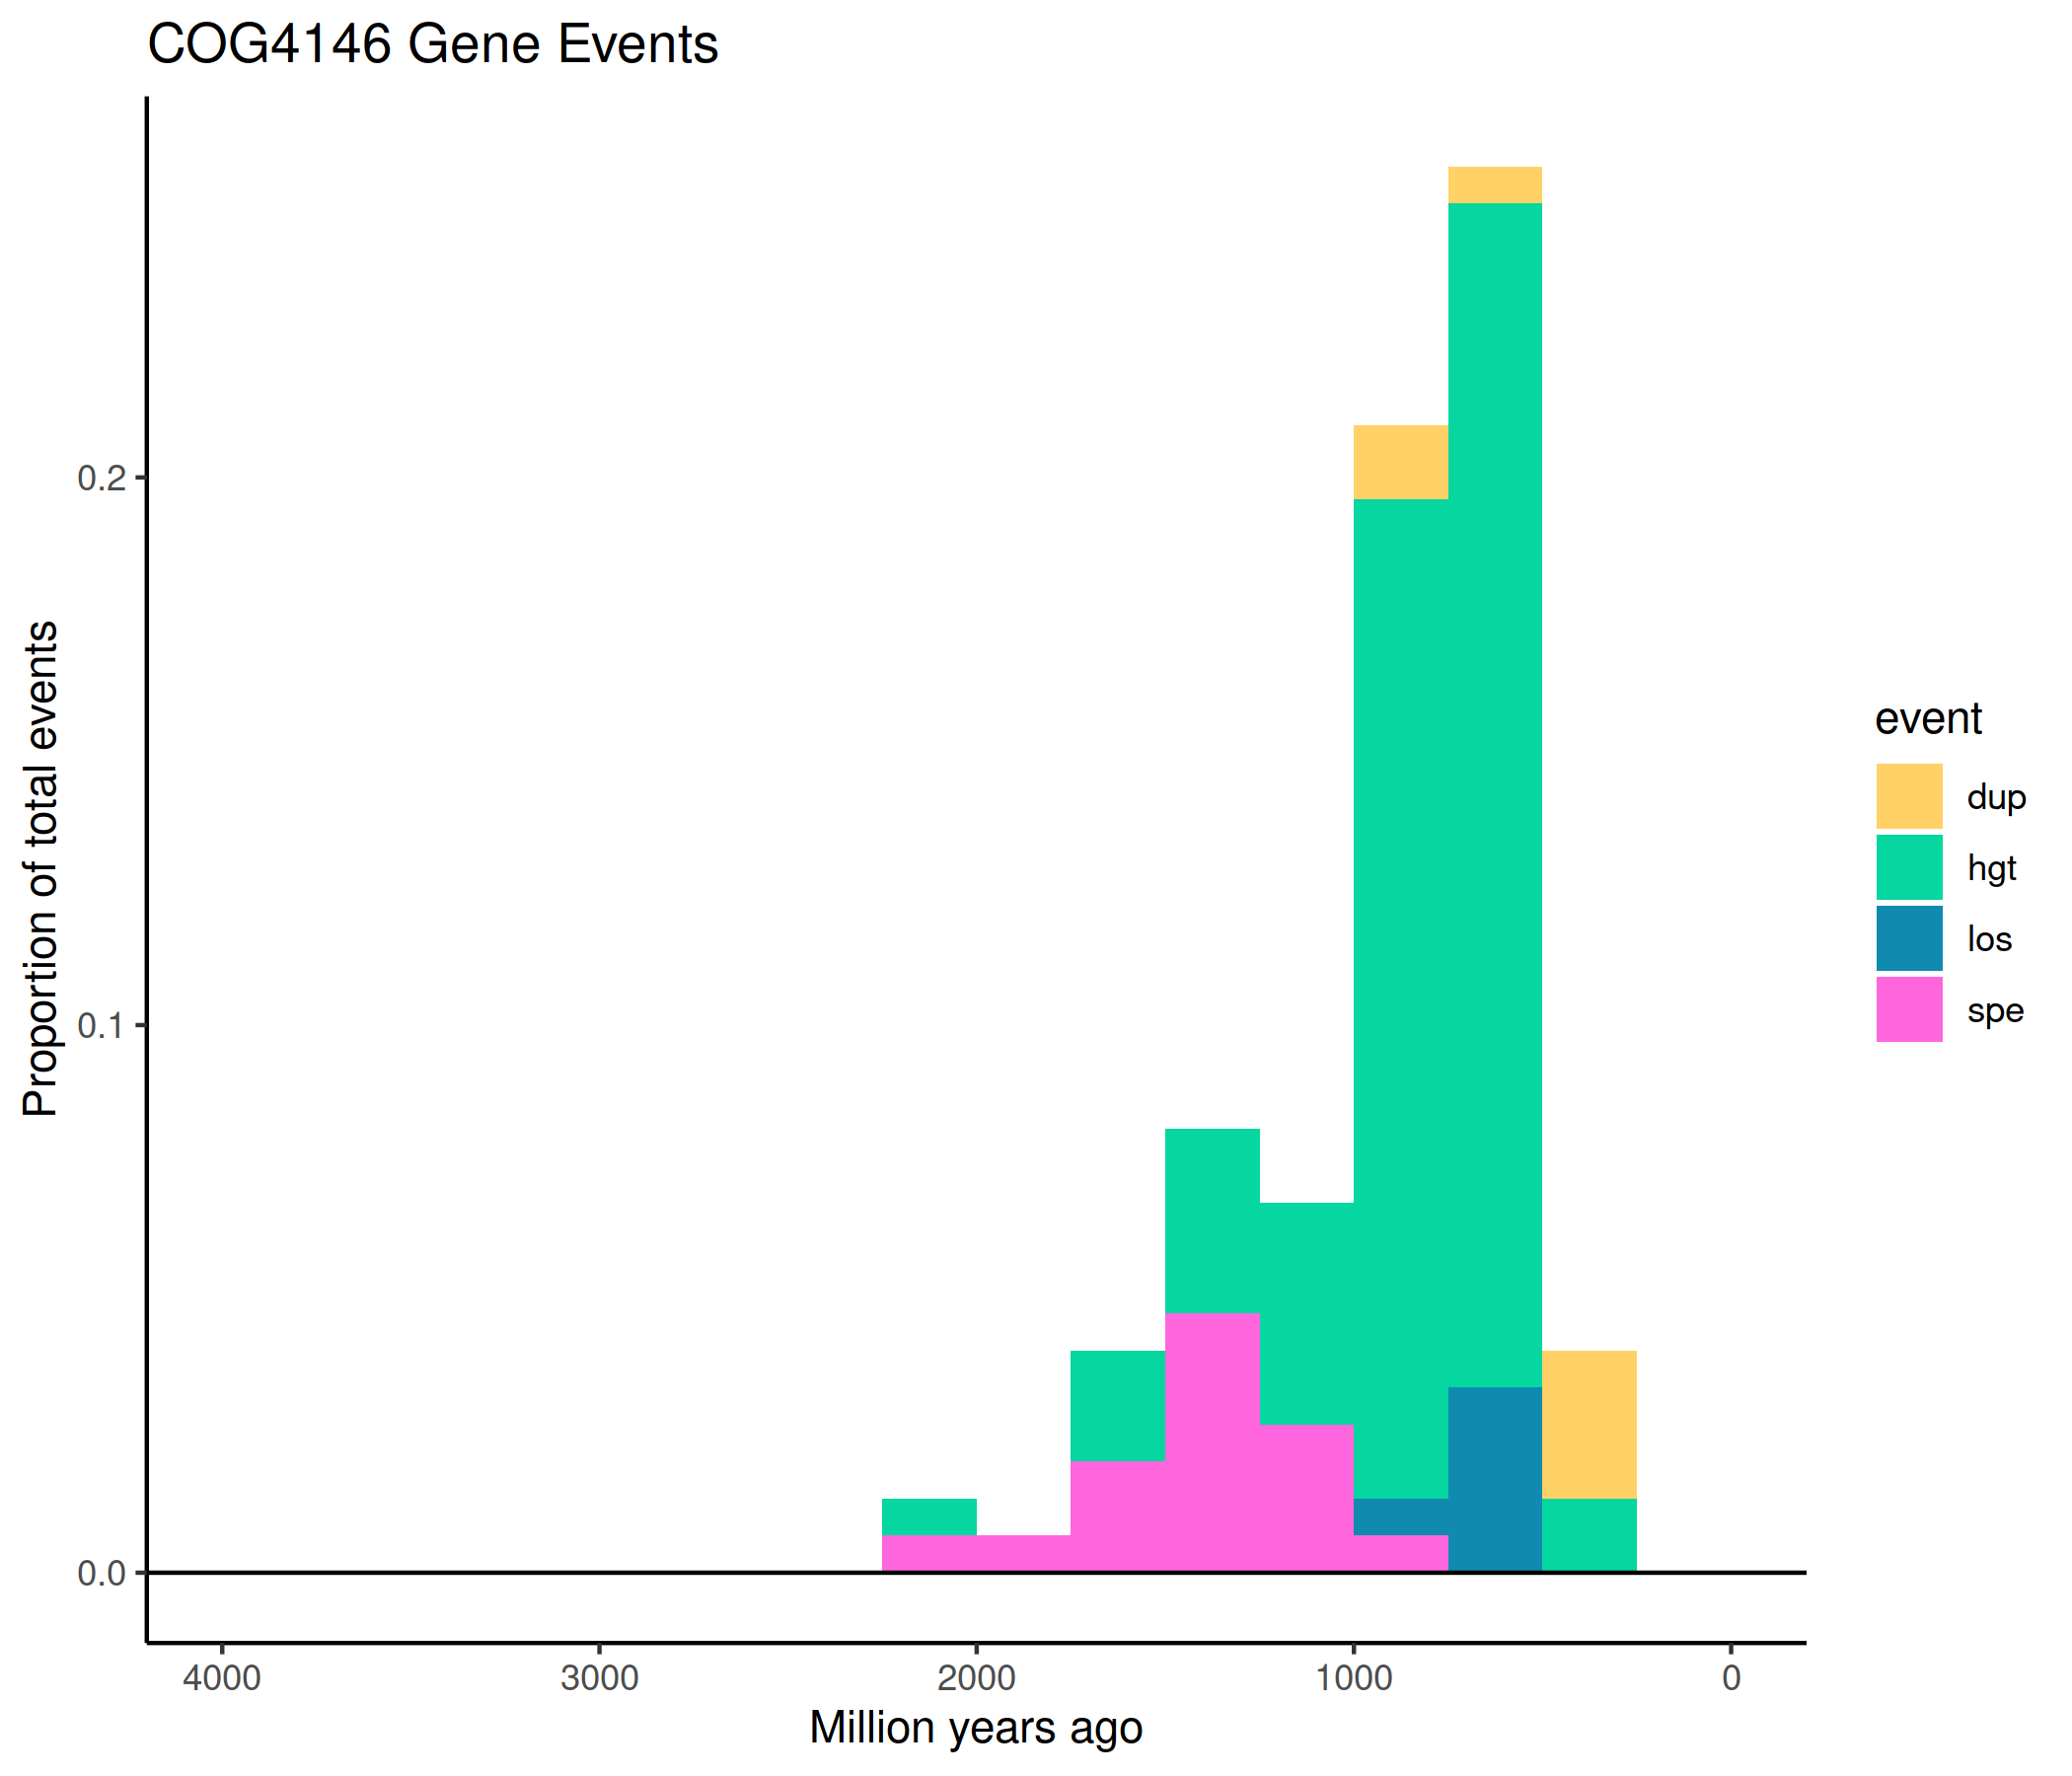 COG4146 Gene Events
Proportion of total events
0.2
0.1
0.0
4000 3000 2000 1000 0
Million years ago
event
dup
hgt
los
spe